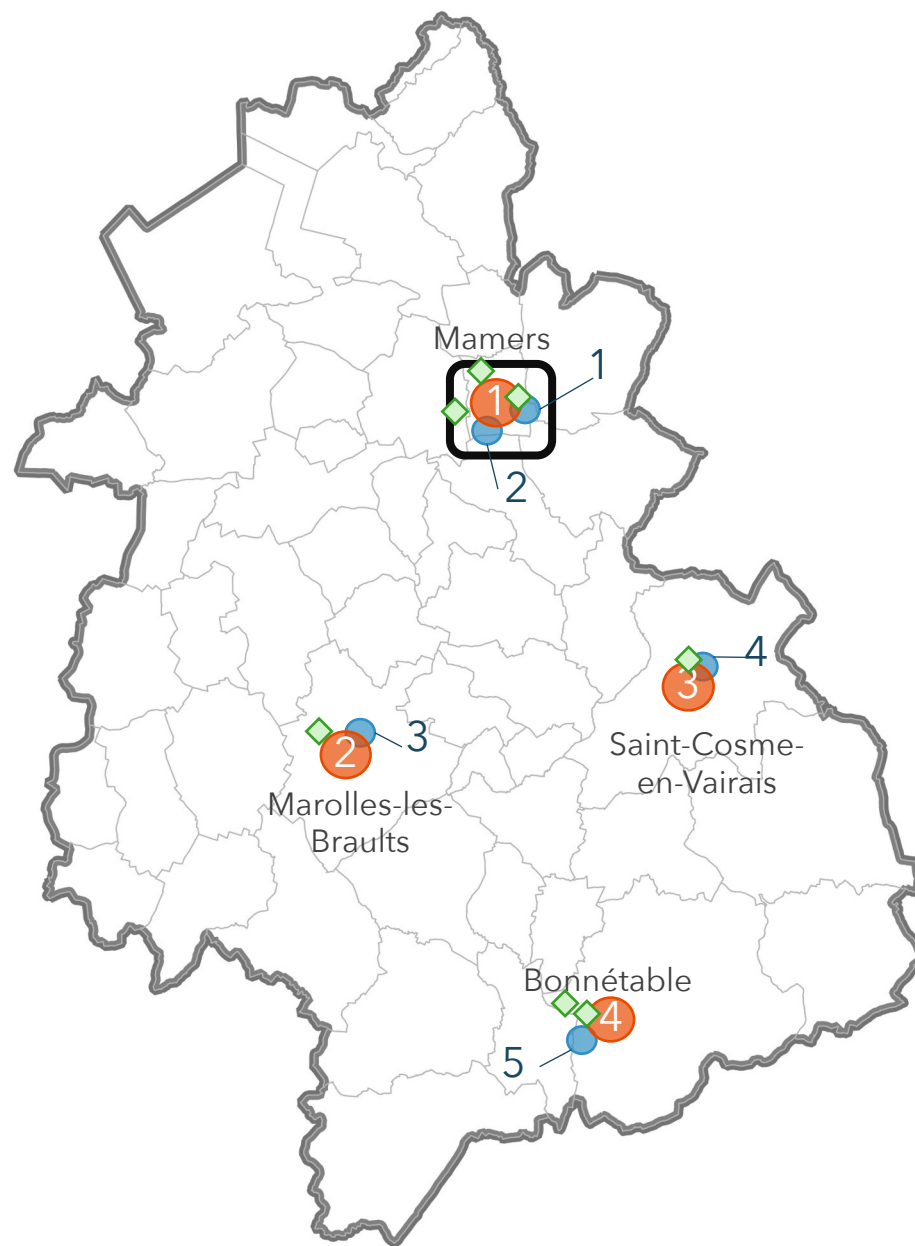 Mamers
1
1
2
4
3
Saint-Cosme-
en-Vairais
3
2
Marolles-les-
Braults
Bonnétable
4
5